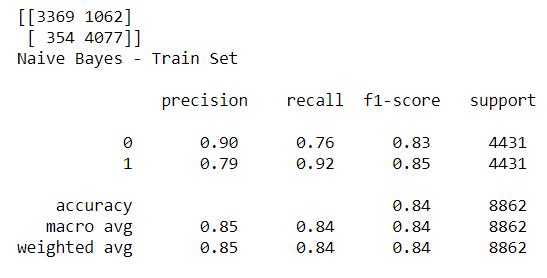 [[3369 1062]
 [ 354 4077]]
Naive Bayes - Train Set
precision recall f1-score support
0 0.90 0.76 0.83 4431
1 0.79 0.92 0.85 4431
accuracy 0.84 8862
macro avg 0.85 0.84 0.84 8862
weighted avg 0.85 0.84 0.84 8862